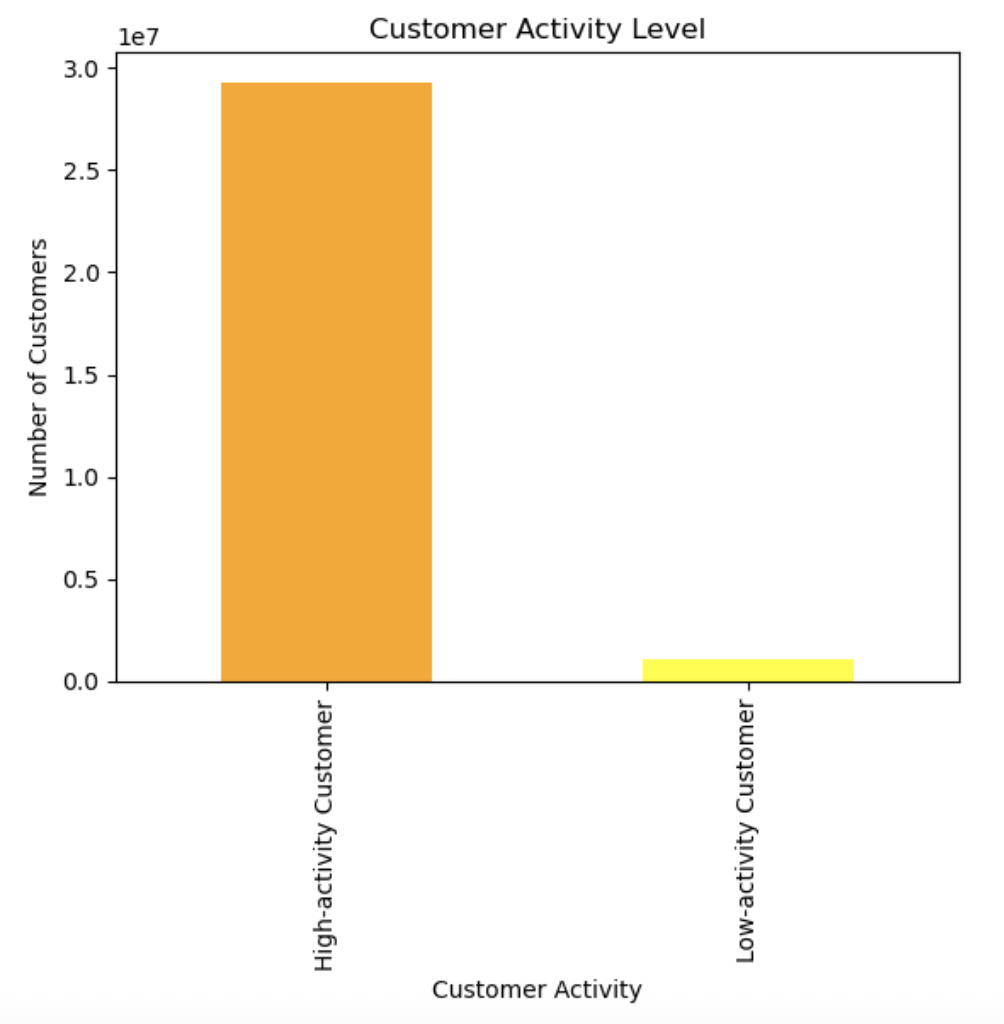 Customer Activity Level
1e7
3.0
2.5
2.0
1.5
1.0
0.5
0.0
Number of Customers
High-activity Customer
Low-activity Customer
Customer Activity